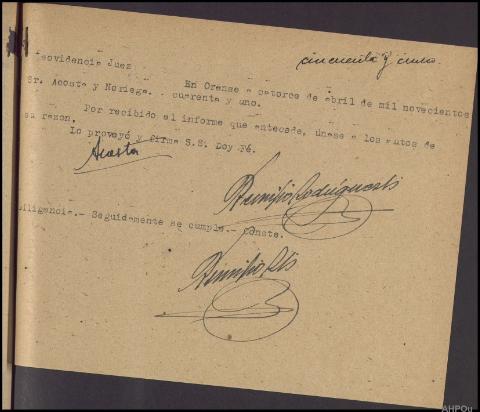 cincuenta y cinco.
Providencia Juez
Sr. Acosta y Noriega.
En Orense a catorce de abril de mil novecientos
cuarenta y uno.
Por recibido el informe que antecede, únase a los autos de
su razon.
Lo proveyó y firma S.S. Doy Fé.
Acosta
Diligencia.- Seguidamente se cumple.- Conste.
AHPOu